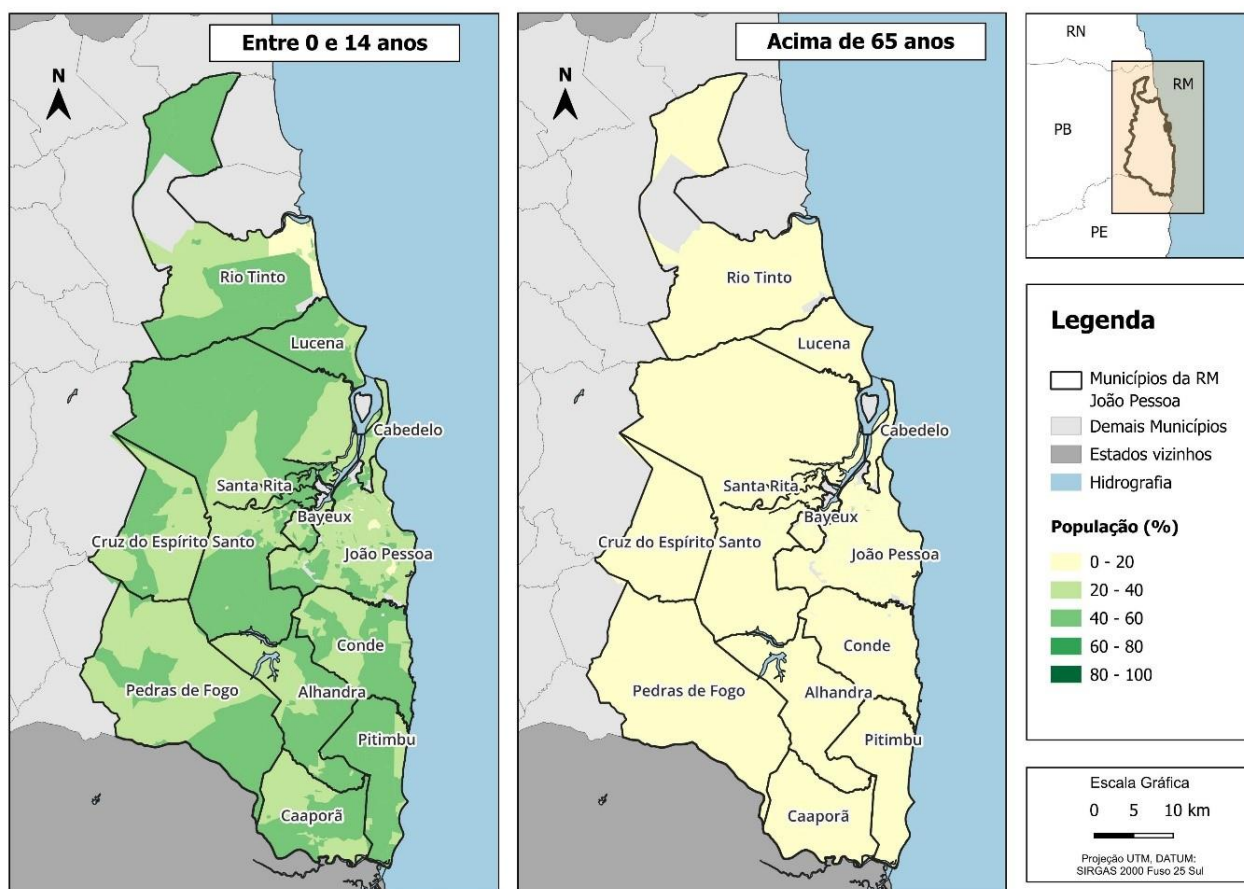 Entre 0 e 14 anos
N
Rio Tinto
Lucena
Cabedelo
Santa Rita
Bayeux
Cruz do Espírito Santo
João Pessoa
Conde
Pedras de Fogo
Alhandra
Pitimbu
Caaporã
Acima de 65 anos
N
Rio Tinto
Lucena
Cabedelo
Santa Rita
Bayeux
Cruz do Espírito Santo
João Pessoa
Conde
Pedras de Fogo
Alhandra
Pitimbu
Caaporã
RN
RM
PB
PE
Legenda
Municípios da RM
João Pessoa
Demais Municípios
Estados vizinhos
Hidrografia
População (%)
0 - 20
20 - 40
40 - 60
60 - 80
80 - 100
Escala Gráfica
0 5 10 km
Projeção UTM, DATUM:
SIRGAS 2000 Fuso 25 Sul